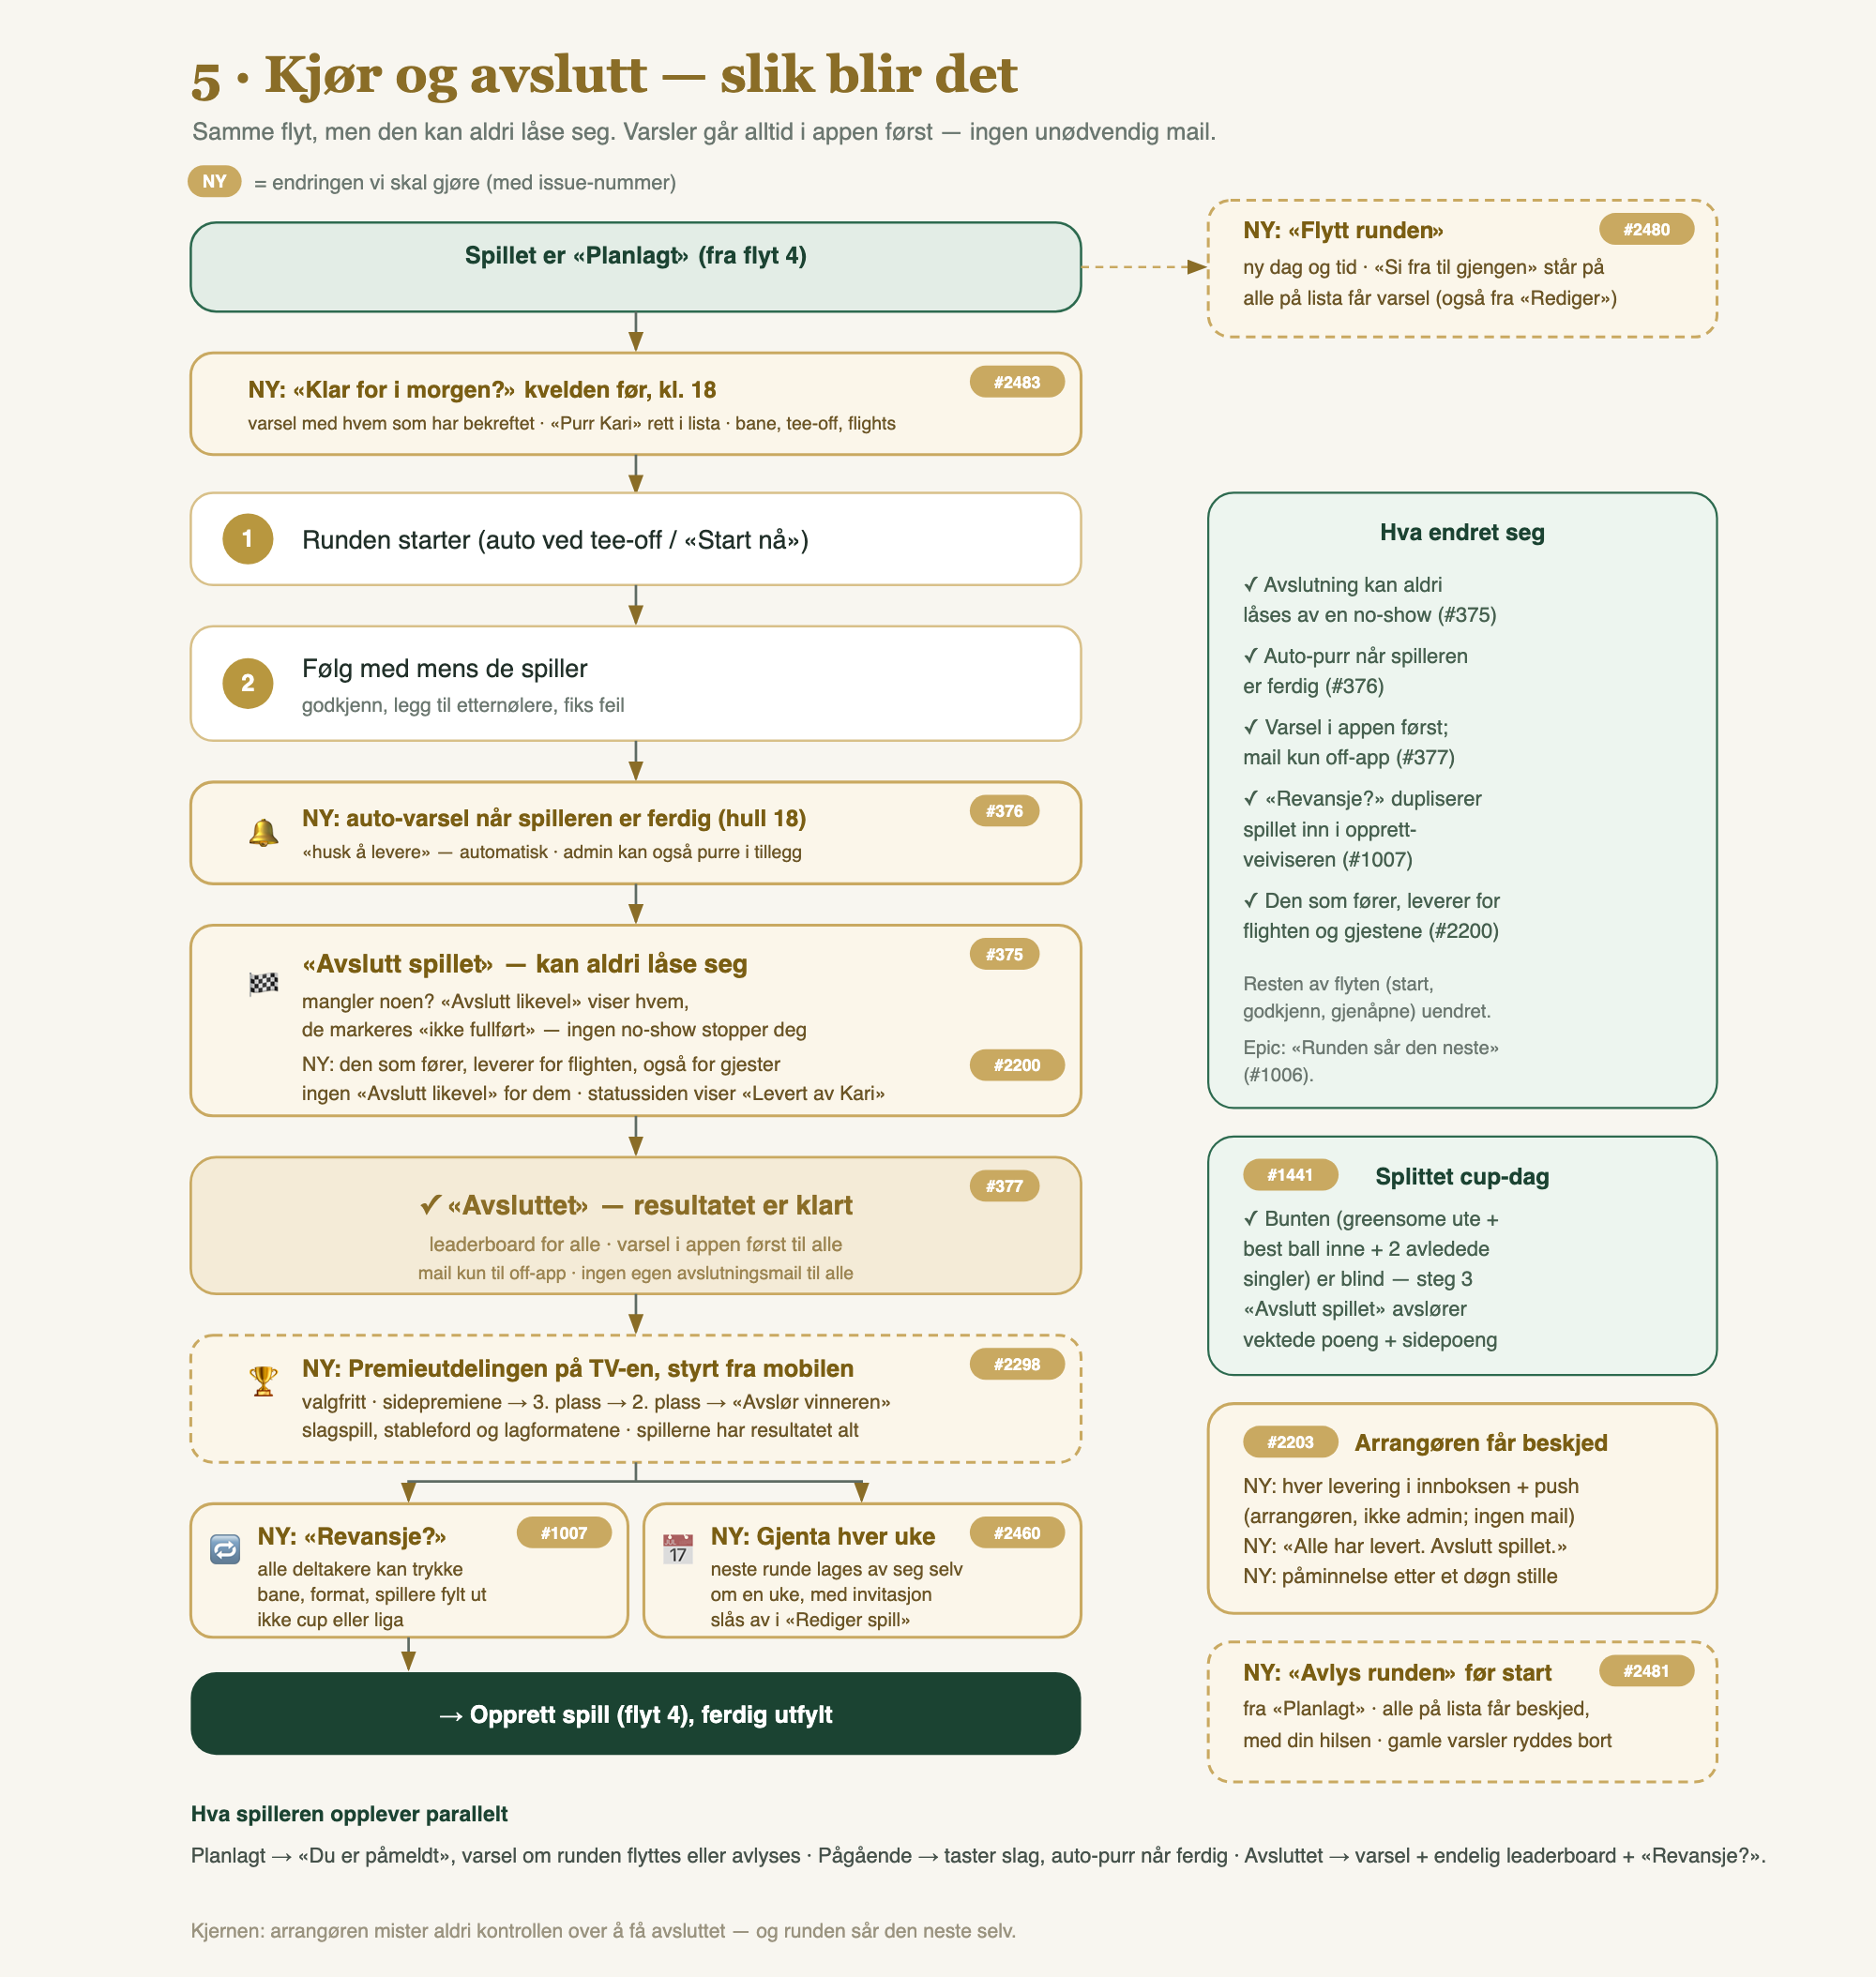 5 · Kjør og avslutt — slik blir det
Samme flyt, men den kan aldri låse seg. Varsler går alltid i appen først — ingen unødvendig mail.
NY = endringen vi skal gjøre (med issue-nummer)
Spillet er «Planlagt» (fra flyt 4)
NY: «Flytt runden» #2480
ny dag og tid · «Si fra til gjengen» står på
alle på lista får varsel (også fra «Rediger»)
NY: «Klar for i morgen?» kvelden før, kl. 18 #2483
varsel med hvem som har bekreftet · «Purr Kari» rett i lista · bane, tee-off, flights
1 Runden starter (auto ved tee-off / «Start nå»)
2 Følg med mens de spiller
godkjenn, legg til etternølere, fiks feil
NY: auto-varsel når spilleren er ferdig (hull 18) #376
«husk å levere» — automatisk · admin kan også purre i tillegg
«Avslutt spillet» — kan aldri låse seg #375
mangler noen? «Avslutt likevel» viser hvem,
de markeres «ikke fullført» — ingen no-show stopper deg
NY: den som fører, leverer for flighten, også for gjester #2200
ingen «Avslutt likevel» for dem · statussiden viser «Levert av Kari»
✓ «Avsluttet» — resultatet er klart #377
leaderboard for alle · varsel i appen først til alle
mail kun til off-app · ingen egen avslutningsmail til alle
NY: Premieutdelingen på TV-en, styrt fra mobilen #2298
valgfritt · sidepremiene → 3. plass → 2. plass → «Avslør vinneren»
slagspill, stableford og lagformatene · spillerne har resultatet alt
NY: «Revansje?» #1007
alle deltakere kan trykke
bane, format, spillere fylt ut
ikke cup eller liga
17
NY: Gjenta hver uke #2460
neste runde lages av seg selv
om en uke, med invitasjon
slås av i «Rediger spill»
→ Opprett spill (flyt 4), ferdig utfylt
Hva endret seg
✓ Avslutning kan aldri
låses av en no-show (#375)
✓ Auto-purr når spilleren
er ferdig (#376)
✓ Varsel i appen først;
mail kun off-app (#377)
✓ «Revansje?» dupliserer
spillet inn i opprett-
veiviseren (#1007)
✓ Den som fører, leverer for
flighten og gjestene (#2200)
Resten av flyten (start,
godkjenn, gjenåpne) uendret.
Epic: «Runden sår den neste»
(#1006).
#1441 Splittet cup-dag
✓ Bunten (greensome ute +
best ball inne + 2 avledede
singler) er blind — steg 3
«Avslutt spillet» avslører
vektede poeng + sidepoeng
#2203 Arrangøren får beskjed
NY: hver levering i innboksen + push
(arrangøren, ikke admin; ingen mail)
NY: «Alle har levert. Avslutt spillet.»
NY: påminnelse etter et døgn stille
NY: «Avlys runden» før start #2481
fra «Planlagt» · alle på lista får beskjed,
med din hilsen · gamle varsler ryddes bort
Hva spilleren opplever parallelt
Planlagt → «Du er påmeldt», varsel om runden flyttes eller avlyses · Pågående → taster slag, auto-purr når ferdig · Avsluttet → varsel + endelig leaderboard + «Revansje?».
Kjernen: arrangøren mister aldri kontrollen over å få avsluttet — og runden sår den neste selv.